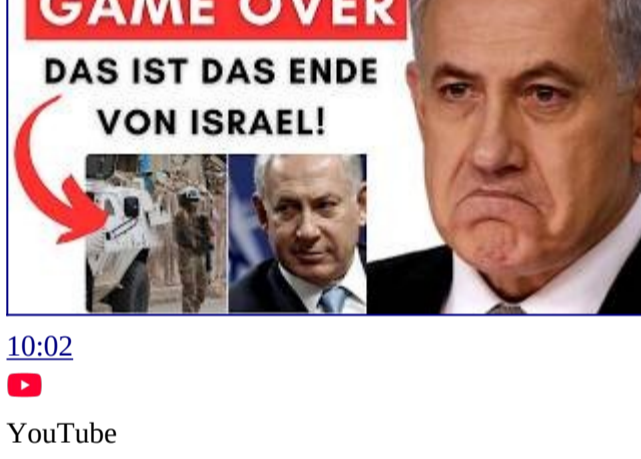 GAME OVER
DAS IST DAS ENDE
VON ISRAEL!
10:02
YouTube